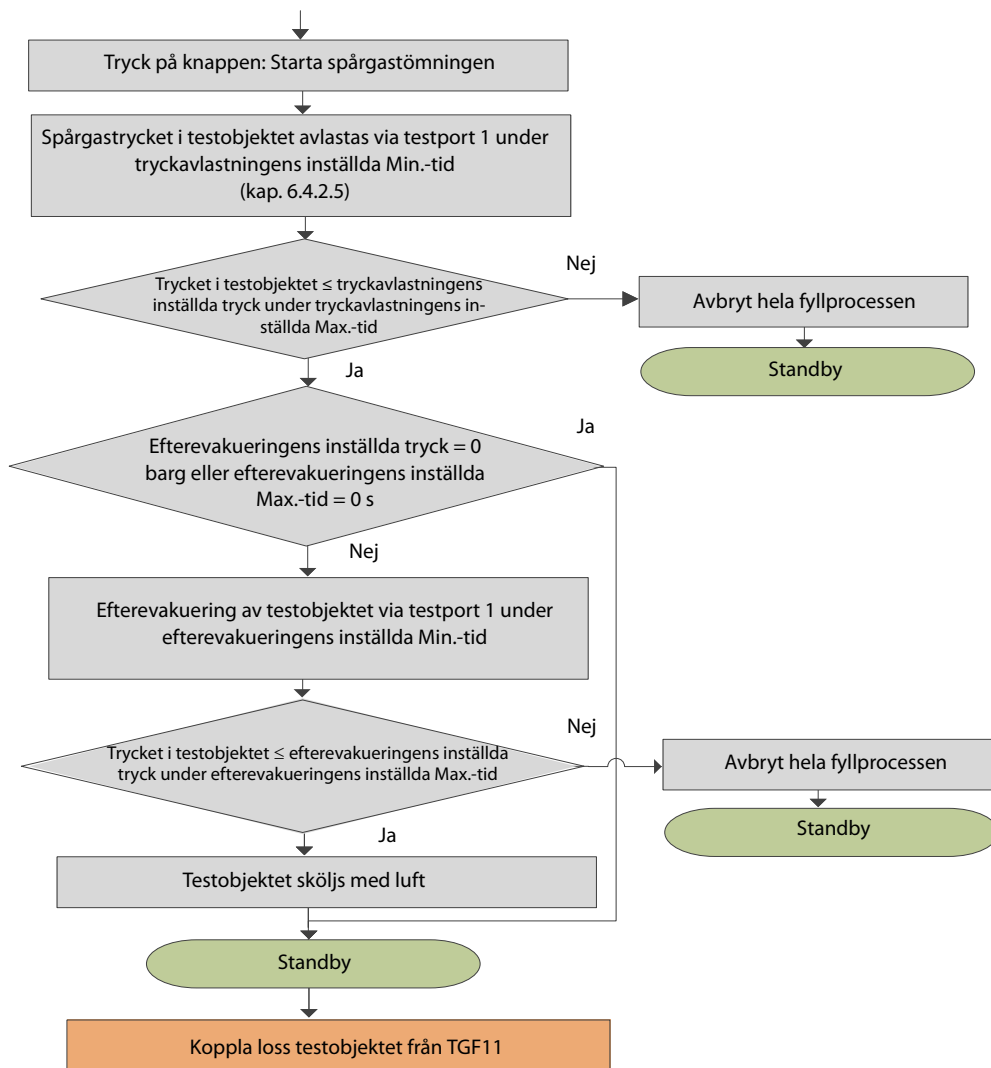 Tryck på knappen: Starta spårgastömningen
Spårgastrycket i testobjektet avlastas via testport 1 under
tryckavlastningens inställda Min.-tid
(kap. 6.4.2.5)
Nej
Trycket i testobjektet ≤ tryckavlastningens
inställda tryck under tryckavlastningens in-
ställda Max.-tid
Avbryt hela fyllprocessen
Standby
Ja
Ja
Efterevakueringens inställda tryck = 0
barg eller efterevakueringens inställda
Max.-tid = 0 s
Nej
Efterevakuering av testobjektet via testport 1 under
efterevakueringens inställda Min.-tid
Nej
Trycket i testobjektet ≤ efterevakueringens inställda
tryck under efterevakueringens inställda Max.-tid
Avbryt hela fyllprocessen
Standby
Ja
Testobjektet sköljs med luft
Standby
Koppla loss testobjektet från TGF11